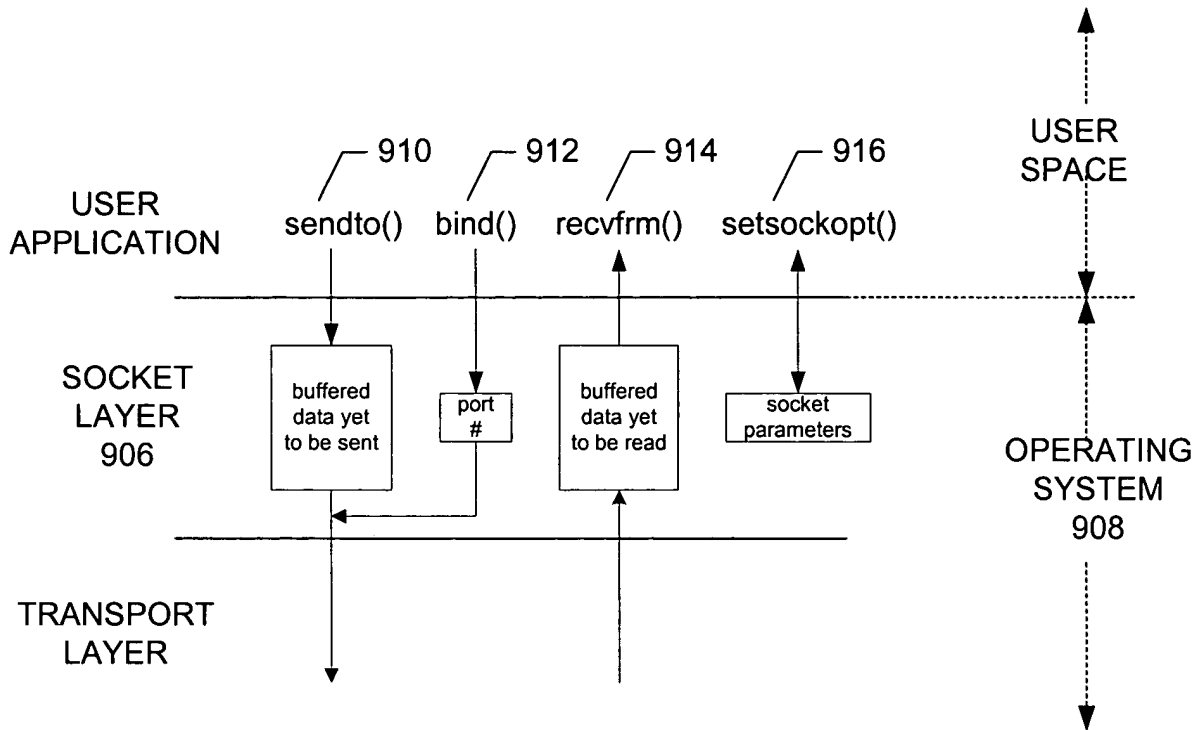 USER
SPACE
910
912
914
916
USER
APPLICATION
sendto()
bind()
recvfrm()
setsockopt()
SOCKET
LAYER
906
buffered
data yet
to be sent
port
#
buffered
data yet
to be read
socket
parameters
OPERATING
SYSTEM
908
TRANSPORT
LAYER